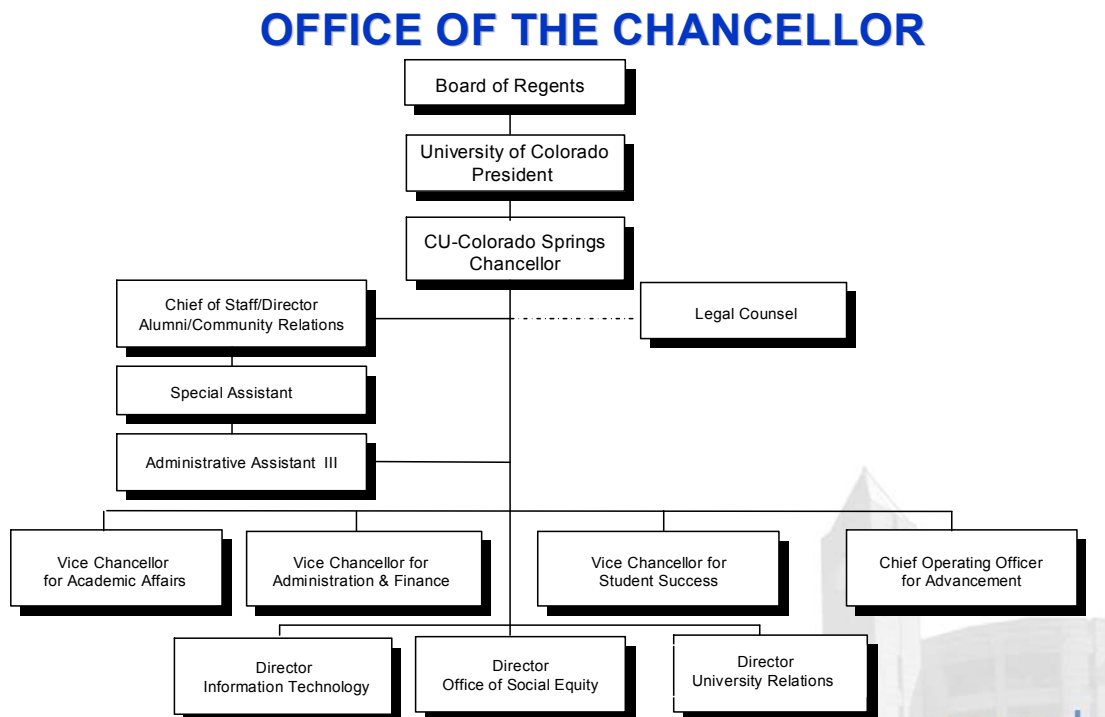 OFFICE OF THE CHANCELLOR
Board of Regents
University of Colorado
President
CU-Colorado Springs
Chancellor
Chief of Staff/Director
Alumni/Community Relations
Legal Counsel
Special Assistant
Administrative Assistant III
Vice Chancellor
for Academic Affairs
Vice Chancellor for
Administration & Finance
Vice Chancellor for
Student Success
Chief Operating Officer
for Advancement
Director
Information Technology
Director
Office of Social Equity
Director
University Relations